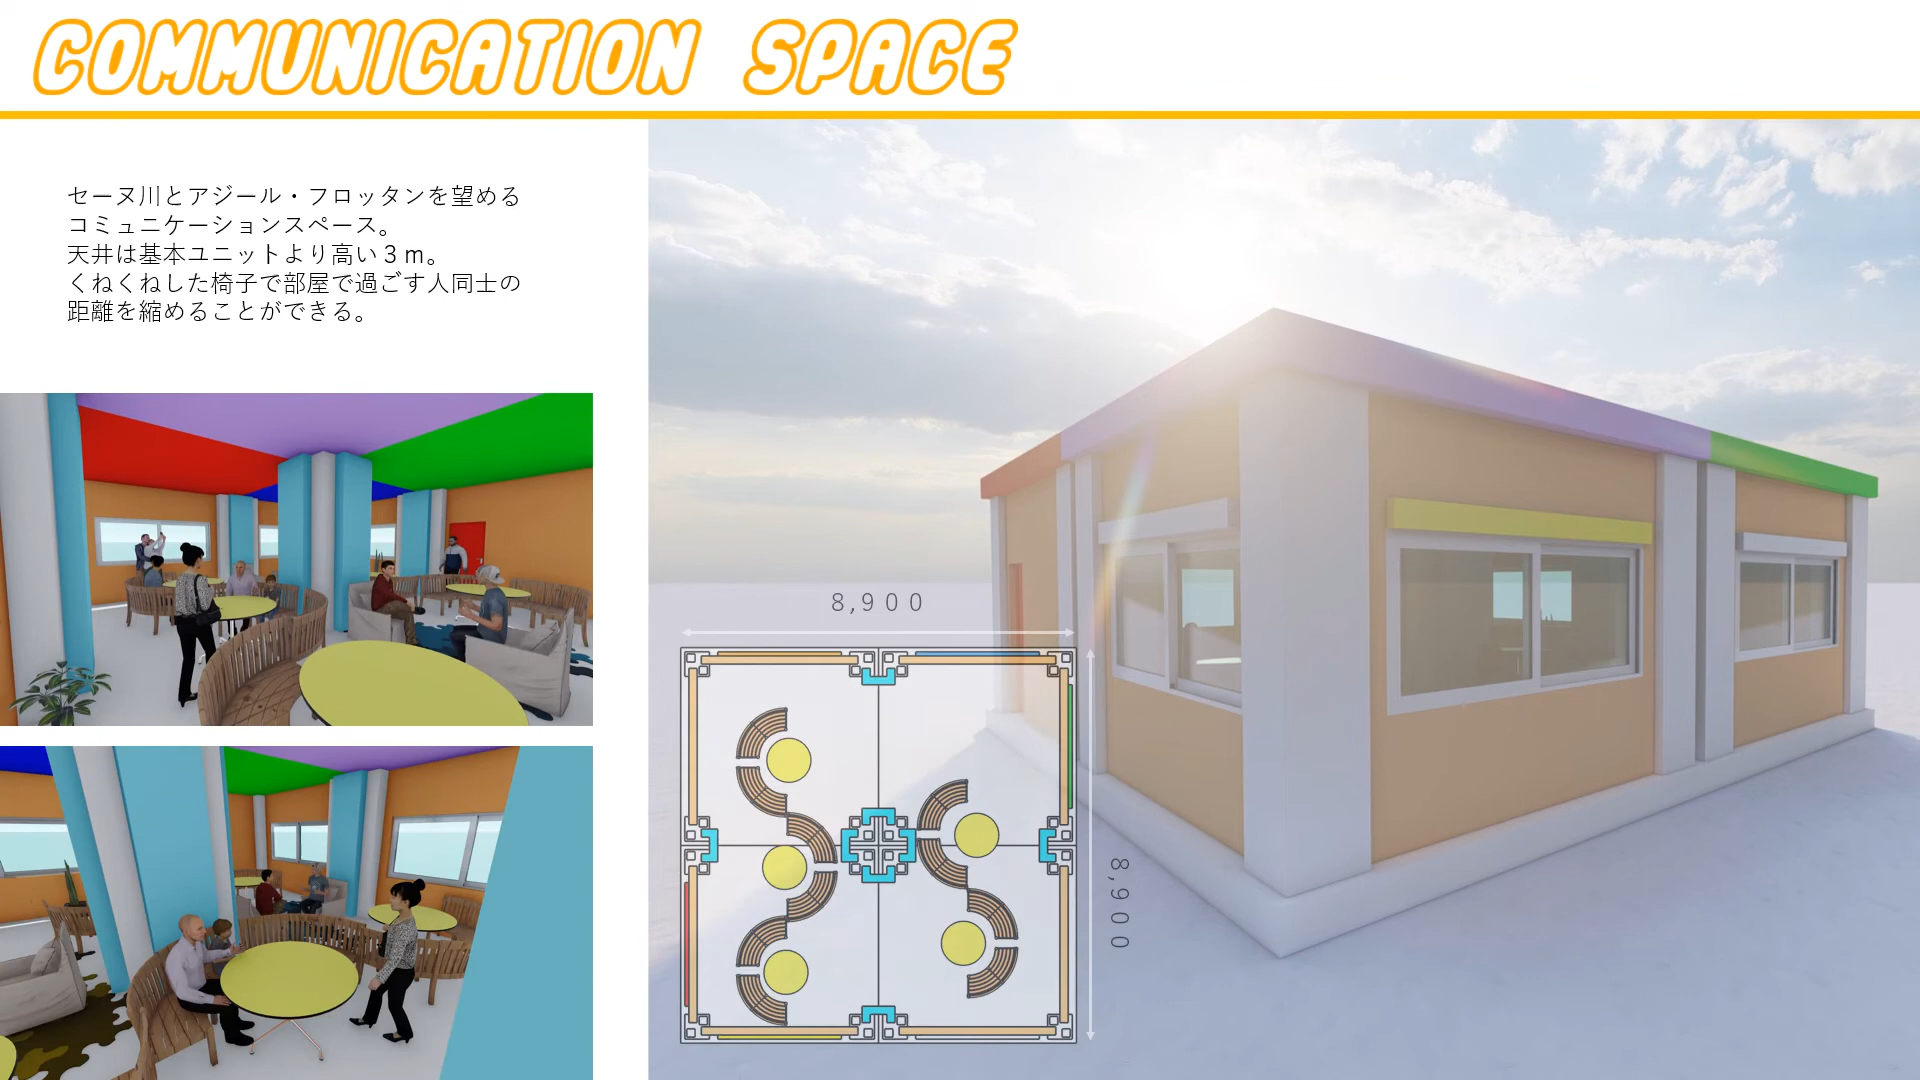 COMMUNICATION SPACE
セーヌ川とアジール・フロッタンを望める
コミュニケーションスペース。
天井は基本ユニットより高い３ｍ。
くねくねした椅子で部屋で過ごす人同士の
距離を縮めることができる。
8,900
8,900